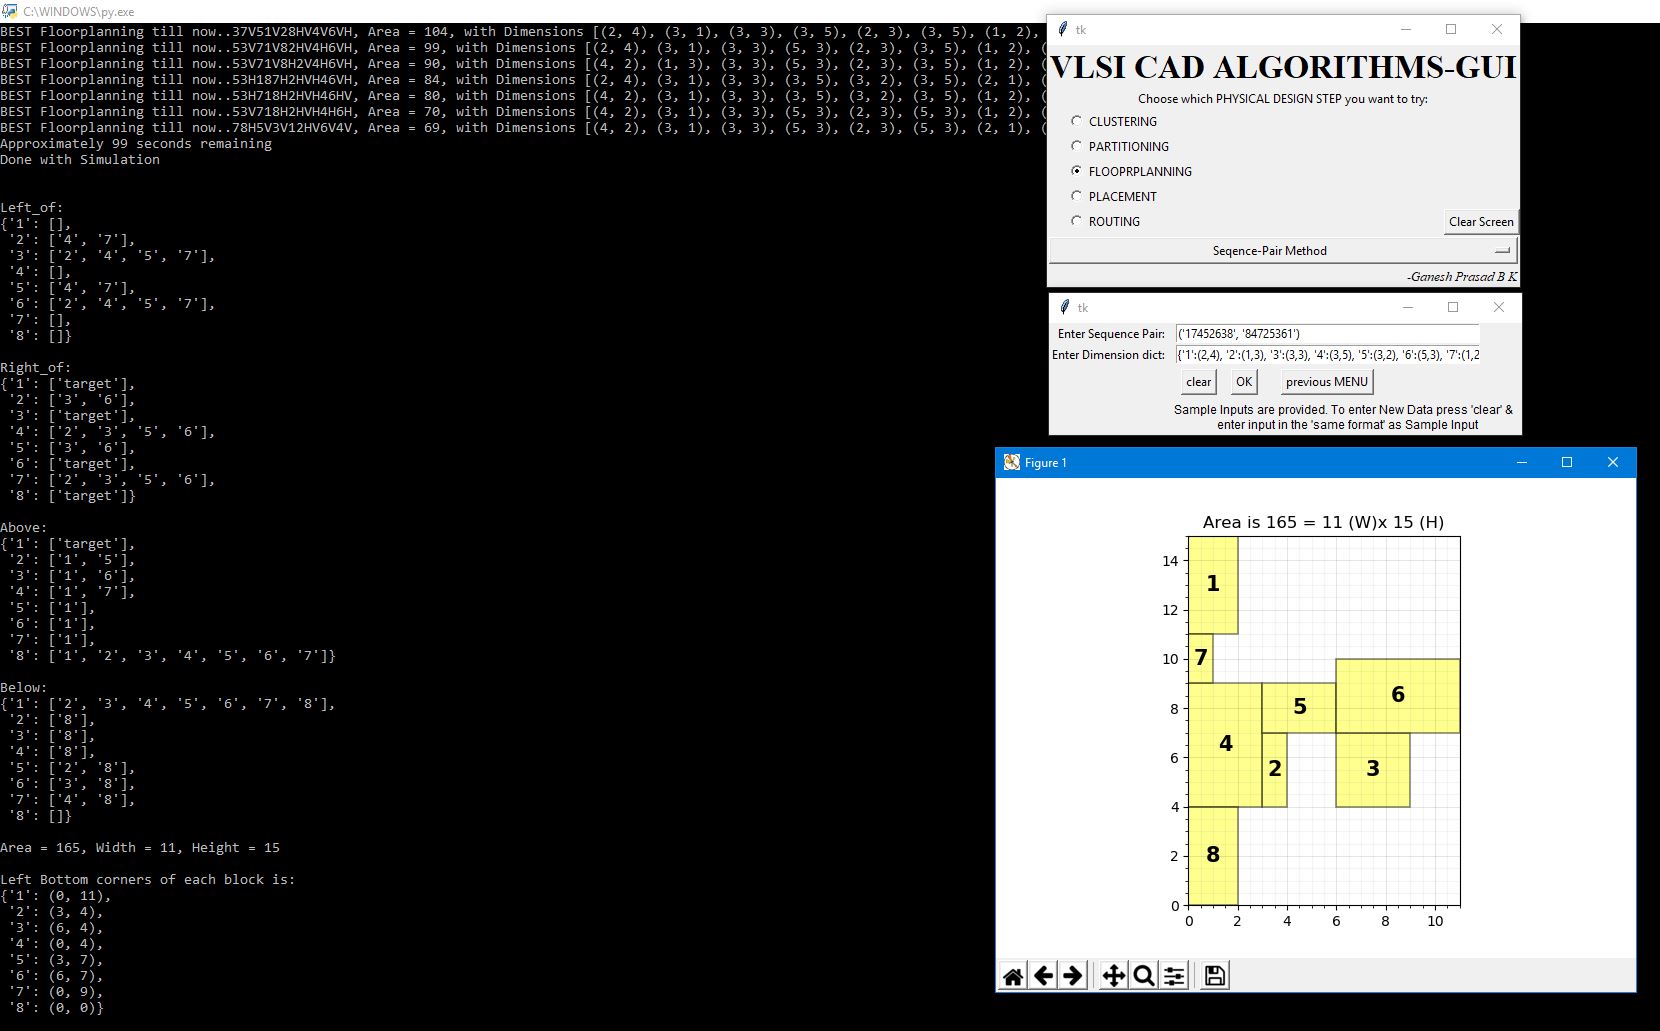 C:\WINDOWS\py.exe
BEST Floorplanning till now..37V51V28HV4V6VH, Area = 104, with Dimensions [(2, 4), (3, 1), (3, 3), (3, 5), (2, 3), (3, 5), (1, 2),
BEST Floorplanning till now..53V71V82HV4H6VH, Area = 99, with Dimensions [(2, 4), (3, 1), (3, 3), (5, 3), (2, 3), (3, 5), (1, 2), (
BEST Floorplanning till now..53V71V8H2V4H6VH, Area = 90, with Dimensions [(4, 2), (1, 3), (3, 3), (5, 3), (2, 3), (3, 5), (1, 2), (
BEST Floorplanning till now..53H187H2HVH46VH, Area = 84, with Dimensions [(2, 4), (3, 1), (3, 3), (3, 5), (3, 2), (3, 5), (2, 1), (
BEST Floorplanning till now..53H718H2HVH46HV, Area = 80, with Dimensions [(4, 2), (3, 1), (3, 3), (3, 5), (3, 2), (3, 5), (1, 2), (
BEST Floorplanning till now..53V718H2HVH4H6H, Area = 70, with Dimensions [(4, 2), (3, 1), (3, 3), (3, 5), (2, 3), (5, 3), (1, 2), (
BEST Floorplanning till now..78H5V3V12HV6V4V, Area = 69, with Dimensions [(4, 2), (3, 1), (3, 3), (5, 3), (2, 3), (5, 3), (2, 1), (
Approximately 99 seconds remaining
Done with Simulation
Left_of:
{'1': [],
'2': ['4', '7'],
'3': ['2', '4', '5', '7'],
'4': [],
'5': ['4', '7'],
'6': ['2', '4', '5', '7'],
'7': [],
'8': []}
Right_of:
{'1': ['target'],
'2': ['3', '6'],
'3': ['target'],
'4': ['2', '3', '5', '6'],
'5': ['3', '6'],
'6': ['target'],
'7': ['2', '3', '5', '6'],
'8': ['target']}
Above:
{'1': ['target'],
'2': ['1', '5'],
'3': ['1', '6'],
'4': ['1', '7'],
'5': ['1'],
'6': ['1'],
'7': ['1'],
'8': ['1', '2', '3', '4', '5', '6', '7']}
Below:
{'1': ['2', '3', '4', '5', '6', '7', '8'],
'2': ['8'],
'3': ['8'],
'4': ['8'],
'5': ['2', '8'],
'6': ['3', '8'],
'7': ['4', '8'],
'8': []}
Area = 165, Width = 11, Height = 15
Left Bottom corners of each block is:
{'1': (0, 11),
'2': (3, 4),
'3': (6, 4),
'4': (0, 4),
'5': (3, 7),
'6': (6, 7),
'7': (0, 9),
'8': (0, 0)}
tk
VLSI CAD ALGORITHMS-GUI
Choose which PHYSICAL DESIGN STEP you want to try:
CLUSTERING
PARTITIONING
FLOOPRPLANNING
PLACEMENT
ROUTING
Clear Screen
Seqence-Pair Method
-Ganesh Prasad B K
tk
Enter Sequence Pair: ('17452638', '84725361')
Enter Dimension dict: {'1':(2,4), '2':(1,3), '3':(3,3), '4':(3,5), '5':(3,2), '6':(5,3), '7':(1,2
clear OK previous MENU
Sample Inputs are provided. To enter New Data press 'clear' &
enter input in the 'same format' as Sample Input
Figure 1
Area is 165 = 11 (W)x 15 (H)
14
1
12
10
7
6
8
5
4
6
2
3
4
2
8
0
0 2 4 6 8 10